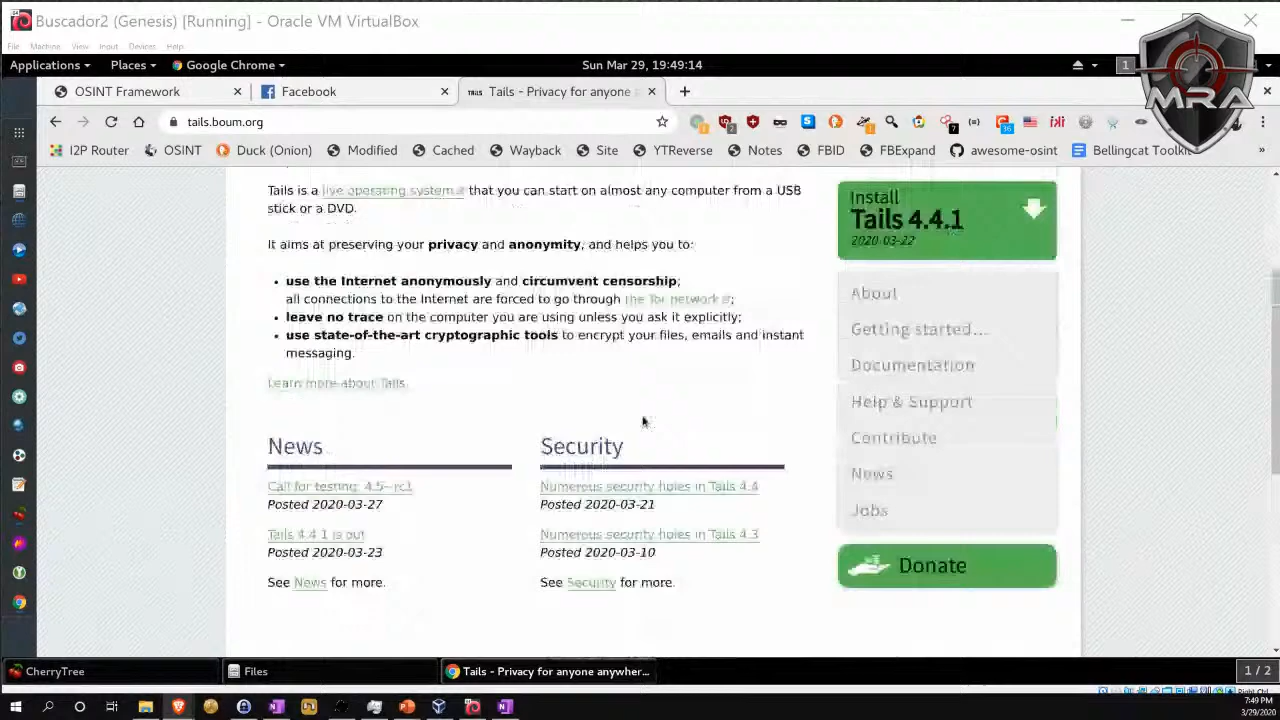 Buscador2 (Genesis) [Running] - Oracle VM VirtualBox
File Machine View Input Devices Help
Applications Places Google Chrome Sun Mar 29, 19:49:14 1
OSINT Framework Facebook Tails - Privacy for anyone
tails.boum.org
I2P Router OSINT Duck (Onion) Modified Cached Wayback Site YTReverse Notes FBID FBExpand awesome-osint Bellingcat Toolkit
MRA
Tails is a live operating system that you can start on almost any computer from a USB
stick or a DVD.
It aims at preserving your privacy and anonymity, and helps you to:
use the Internet anonymously and circumvent censorship;
all connections to the Internet are forced to go through the Tor network;
leave no trace on the computer you are using unless you ask it explicitly;
use state-of-the-art cryptographic tools to encrypt your files, emails and instant
messaging.
Learn more about Tails.
News
Call for testing: 4.5~rc1
Posted 2020-03-27
Tails 4.4.1 is out
Posted 2020-03-23
See News for more.
Security
Numerous security holes in Tails 4.4
Posted 2020-03-21
Numerous security holes in Tails 4.3
Posted 2020-03-10
See Security for more.
Install
Tails 4.4.1
2020-03-22
About
Getting started...
Documentation
Help & Support
Contribute
News
Jobs
Donate
CherryTree Files Tails - Privacy for anyone anywher... 1 / 2
Right Ctrl
7:49 PM
3/29/2020